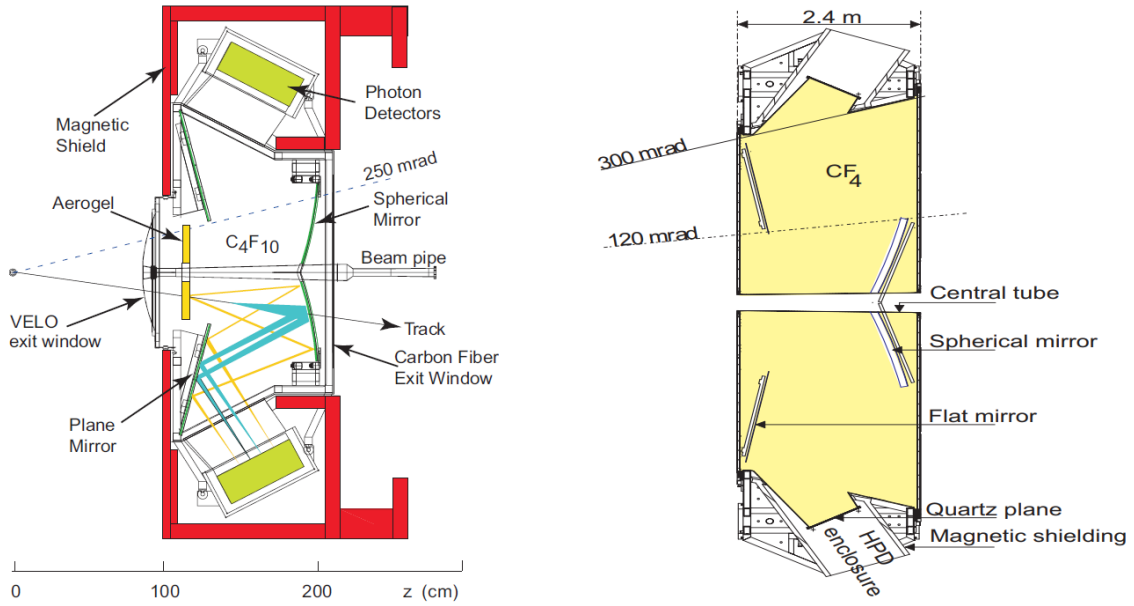 Magnetic
Shield
Photon
Detectors
250 mrad
Aerogel
Spherical
Mirror
C4F10
Beam pipe
VELO
exit window
Track
Carbon Fiber
Exit Window
Plane
Mirror
0
100
200
z (cm)
2.4 m
300 mrad
CF4
120 mrad
Central tube
Spherical mirror
Flat mirror
Quartz plane
Magnetic shielding
HPD
enclosure